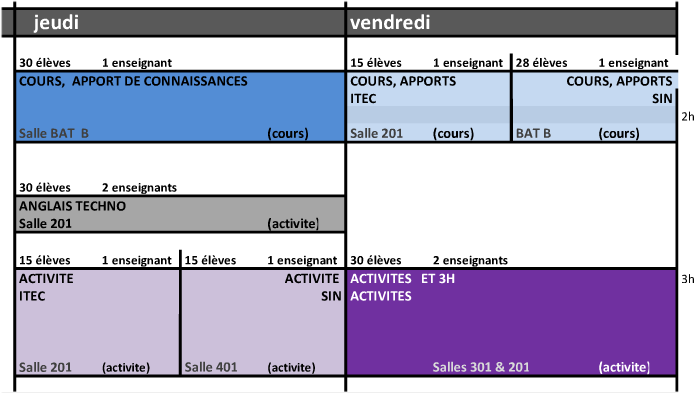 jeudi vendredi
30 élèves 1 enseignant 15 élèves 1 enseignant 28 élèves 1 enseignant
COURS, APPORT DE CONNAISSANCES COURS, APPORTS COURS, APPORTS
ITEC SIN
2h
Salle BAT B (cours) Salle 201 (cours) BAT B (cours)
30 élèves 2 enseignants
ANGLAIS TECHNO
Salle 201 (activite)
15 élèves 1 enseignant 15 élèves 1 enseignant 30 élèves 2 enseignants
ACTIVITE ACTIVITE ACTIVITES ET 3H 3h
ITEC SIN ACTIVITES
Salle 201 (activite) Salle 401 (activite) Salles 301 & 201 (activite)